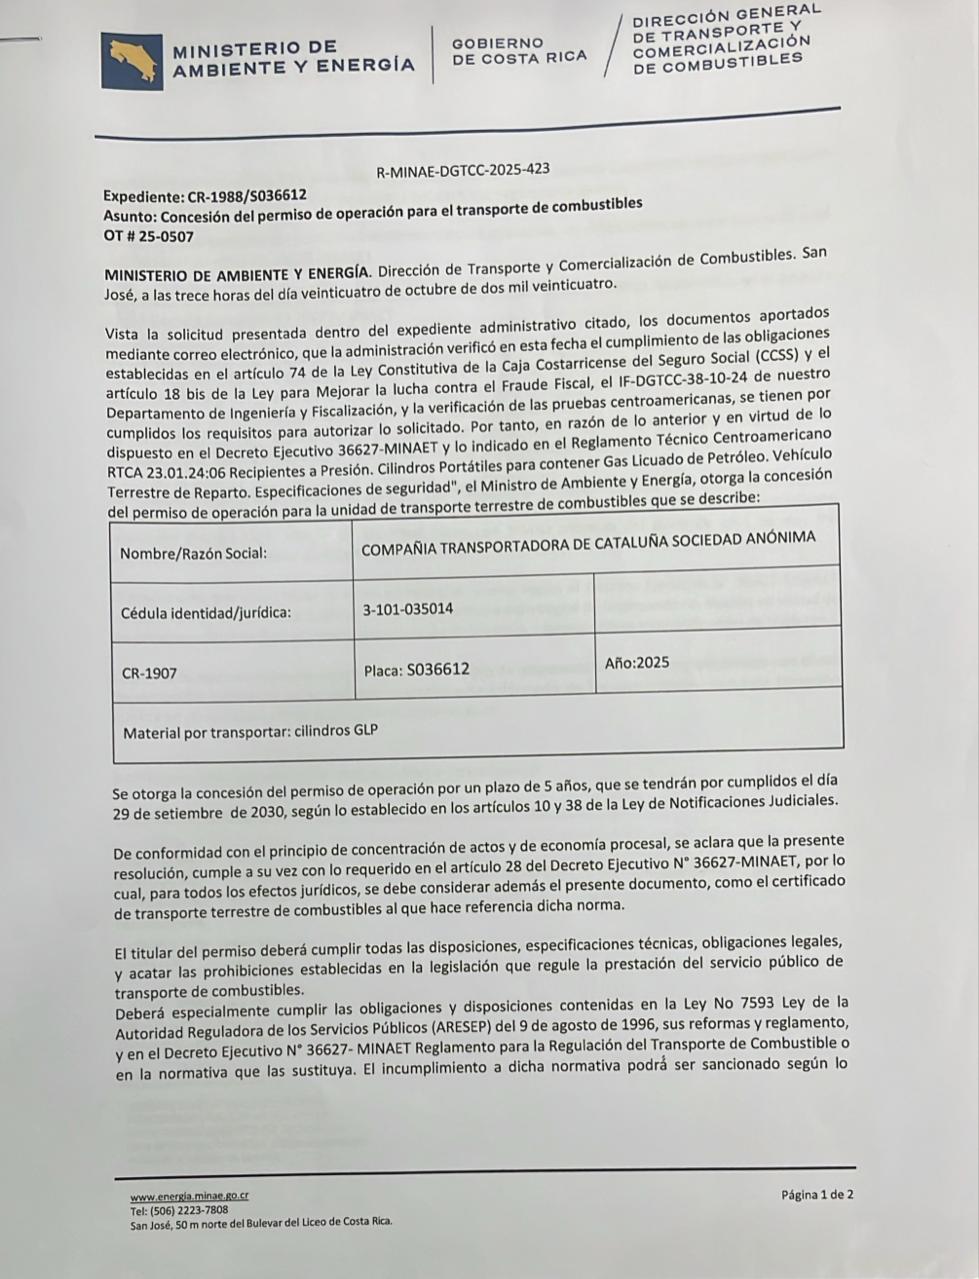 MINISTERIO DE
AMBIENTE Y ENERGÍA
GOBIERNO
DE COSTA RICA
DIRECCIÓN GENERAL
DE TRANSPORTE Y
COMERCIALIZACIÓN
DE COMBUSTIBLES
R-MINAE-DGTCC-2025-423
Expediente: CR-1988/S036612
Asunto: Concesión del permiso de operación para el transporte de combustibles
OT # 25-0507
MINISTERIO DE AMBIENTE Y ENERGÍA. Dirección de Transporte y Comercialización de Combustibles. San
José, a las trece horas del día veinticuatro de octubre de dos mil veinticuatro.
Vista la solicitud presentada dentro del expediente administrativo citado, los documentos aportados
mediante correo electrónico, que la administración verificó en esta fecha el cumplimiento de las obligaciones
establecidas en el artículo 74 de la Ley Constitutiva de la Caja Costarricense del Seguro Social (CCSS) y el
artículo 18 bis de la Ley para Mejorar la lucha contra el Fraude Fiscal, el IF-DGTCC-38-10-24 de nuestro
Departamento de Ingeniería y Fiscalización, y la verificación de las pruebas centroamericanas, se tienen por
cumplidos los requisitos para autorizar lo solicitado. Por tanto, en razón de lo anterior y en virtud de lo
dispuesto en el Decreto Ejecutivo 36627-MINAET y lo indicado en el Reglamento Técnico Centroamericano
RTCA 23.01.24:06 Recipientes a Presión. Cilindros Portátiles para contener Gas Licuado de Petróleo. Vehículo
Terrestre de Reparto. Especificaciones de seguridad", el Ministro de Ambiente y Energía, otorga la concesión
del permiso de operación para la unidad de transporte terrestre de combustibles que se describe:
Nombre/Razón Social:
COMPAÑIA TRANSPORTADORA DE CATALUÑA SOCIEDAD ANÓNIMA
Cédula identidad/jurídica:
3-101-035014
CR-1907
Placa: S036612
Año:2025
Material por transportar: cilindros GLP
Se otorga la concesión del permiso de operación por un plazo de 5 años, que se tendrán por cumplidos el día
29 de setiembre de 2030, según lo establecido en los artículos 10 y 38 de la Ley de Notificaciones Judiciales.
De conformidad con el principio de concentración de actos y de economía procesal, se aclara que la presente
resolución, cumple a su vez con lo requerido en el artículo 28 del Decreto Ejecutivo N° 36627-MINAET, por lo
cual, para todos los efectos jurídicos, se debe considerar además el presente documento, como el certificado
de transporte terrestre de combustibles al que hace referencia dicha norma.
El titular del permiso deberá cumplir todas las disposiciones, especificaciones técnicas, obligaciones legales,
y acatar las prohibiciones establecidas en la legislación que regule la prestación del servicio público de
transporte de combustibles.
Deberá especialmente cumplir las obligaciones y disposiciones contenidas en la Ley No 7593 Ley de la
Autoridad Reguladora de los Servicios Públicos (ARESEP) del 9 de agosto de 1996, sus reformas y reglamento,
y en el Decreto Ejecutivo N° 36627- MINAET Reglamento para la Regulación del Transporte de Combustible o
en la normativa que las sustituya. El incumplimiento a dicha normativa podrá ser sancionado según lo
www.energia.minae.go.cr
Tel: (506) 2223-7808
San José, 50 m norte del Bulevar del Liceo de Costa Rica.
Página 1 de 2